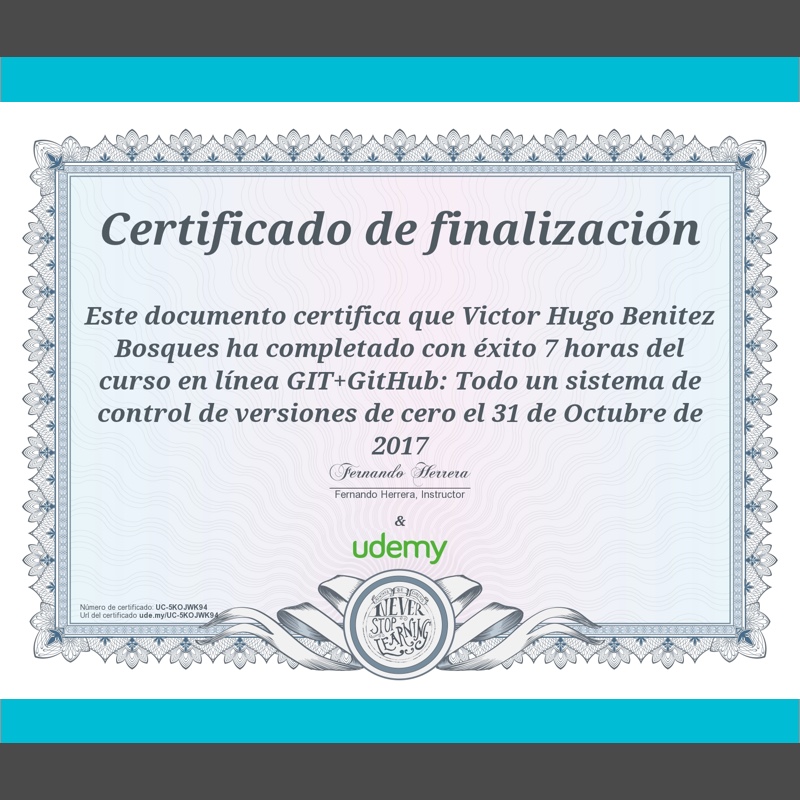 Certificado de finalización
Este documento certifica que Victor Hugo Benitez
Bosques ha completado con éxito 7 horas del
curso en línea GIT+GitHub: Todo un sistema de
control de versiones de cero el 31 de Octubre de
2017
Fernando Herrera
Fernando Herrera, Instructor
&
udemy
Número de certificado: UC-5KOJWK94
Url del certificado ude.my/UC-5KOJWK94
NEVER
STOP
LEARNING